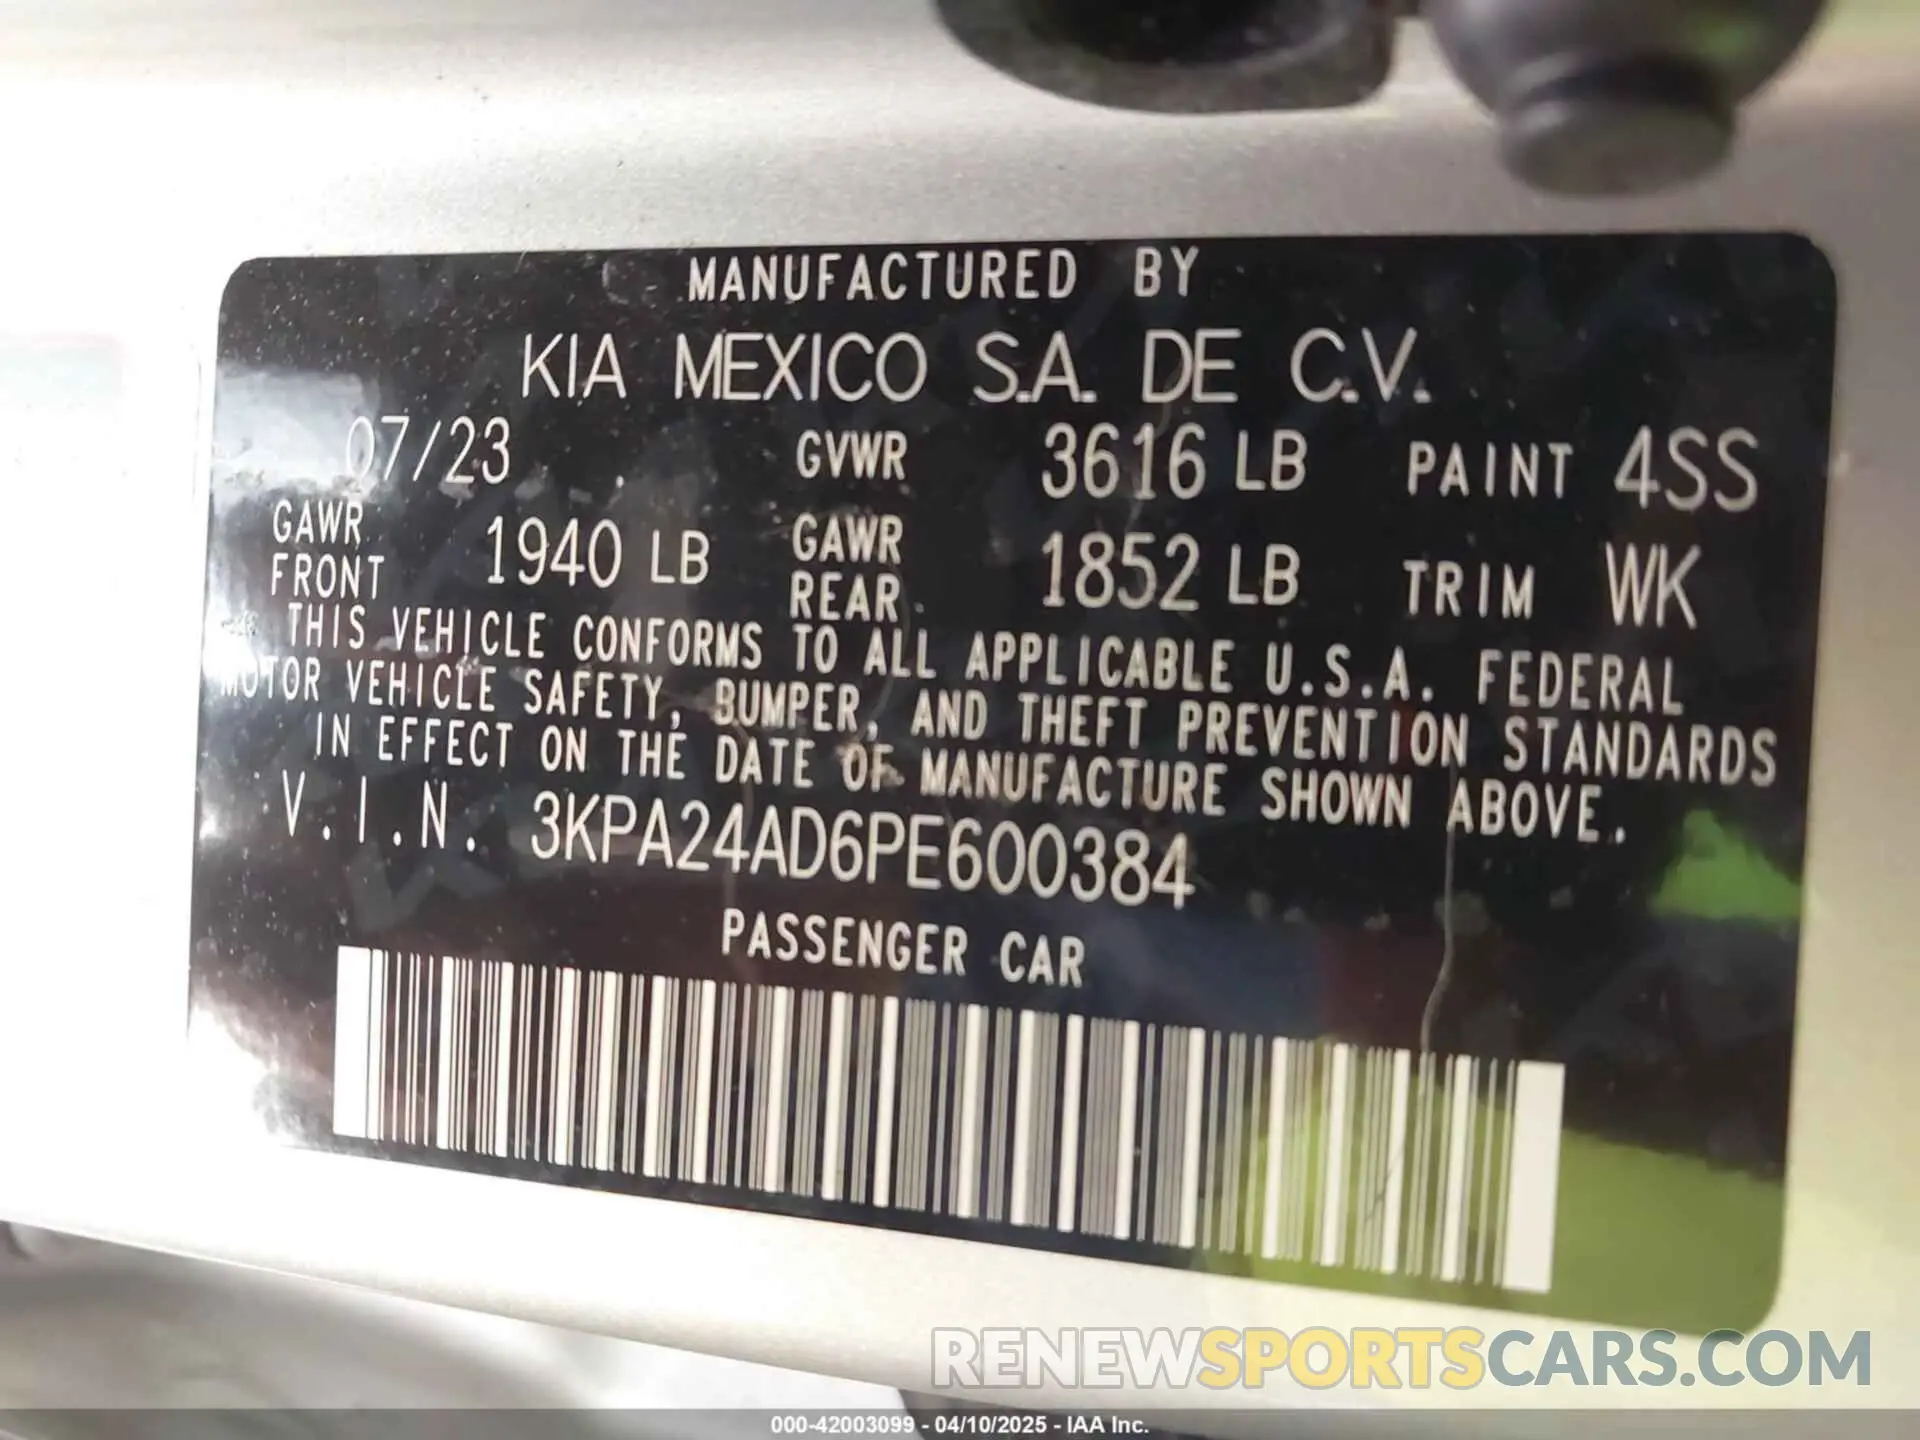 MANUFACTURED BY
KIA MEXICO S.A. DE C.V.
07/23 GVWR 3616 LB PAINT 4SS
GAWR FRONT 1940 LB GAWR REAR 1852 LB TRIM WK
THIS VEHICLE CONFORMS TO ALL APPLICABLE U.S.A. FEDERAL
MOTOR VEHICLE SAFETY, BUMPER, AND THEFT PREVENTION STANDARDS
IN EFFECT ON THE DATE OF MANUFACTURE SHOWN ABOVE.
V.I.N. 3KPA24AD6PE600384
PASSENGER CAR
RENEWSPORTSCARS.COM
000-42003099 - 04/10/2025 - IAA Inc.